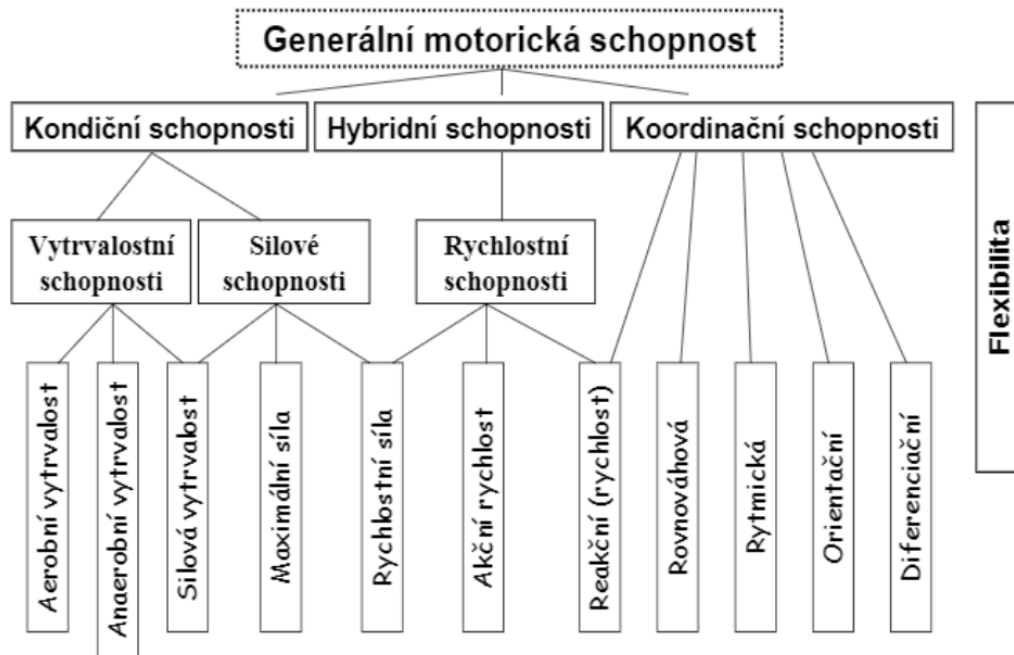 Generální motorická schopnost
Kondiční schopnosti
Hybridní schopnosti
Koordinační schopnosti
Flexibilita
Vytrvalostní
schopnosti
Silové
schopnosti
Rychlostní
schopnosti
Aerobní vytrvalost
Anaerobní vytrvalost
Silová vytrvalost
Maximální síla
Rychlostní síla
Akční rychlost
Reakční (rychlost)
Rovnováhová
Rytmická
Orientační
Diferenciační